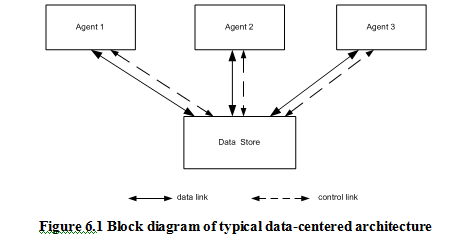 Agent 1
Agent 2
Agent 3
Data Store
data link
control link
Figure 6.1 Block diagram of typical data-centered architecture